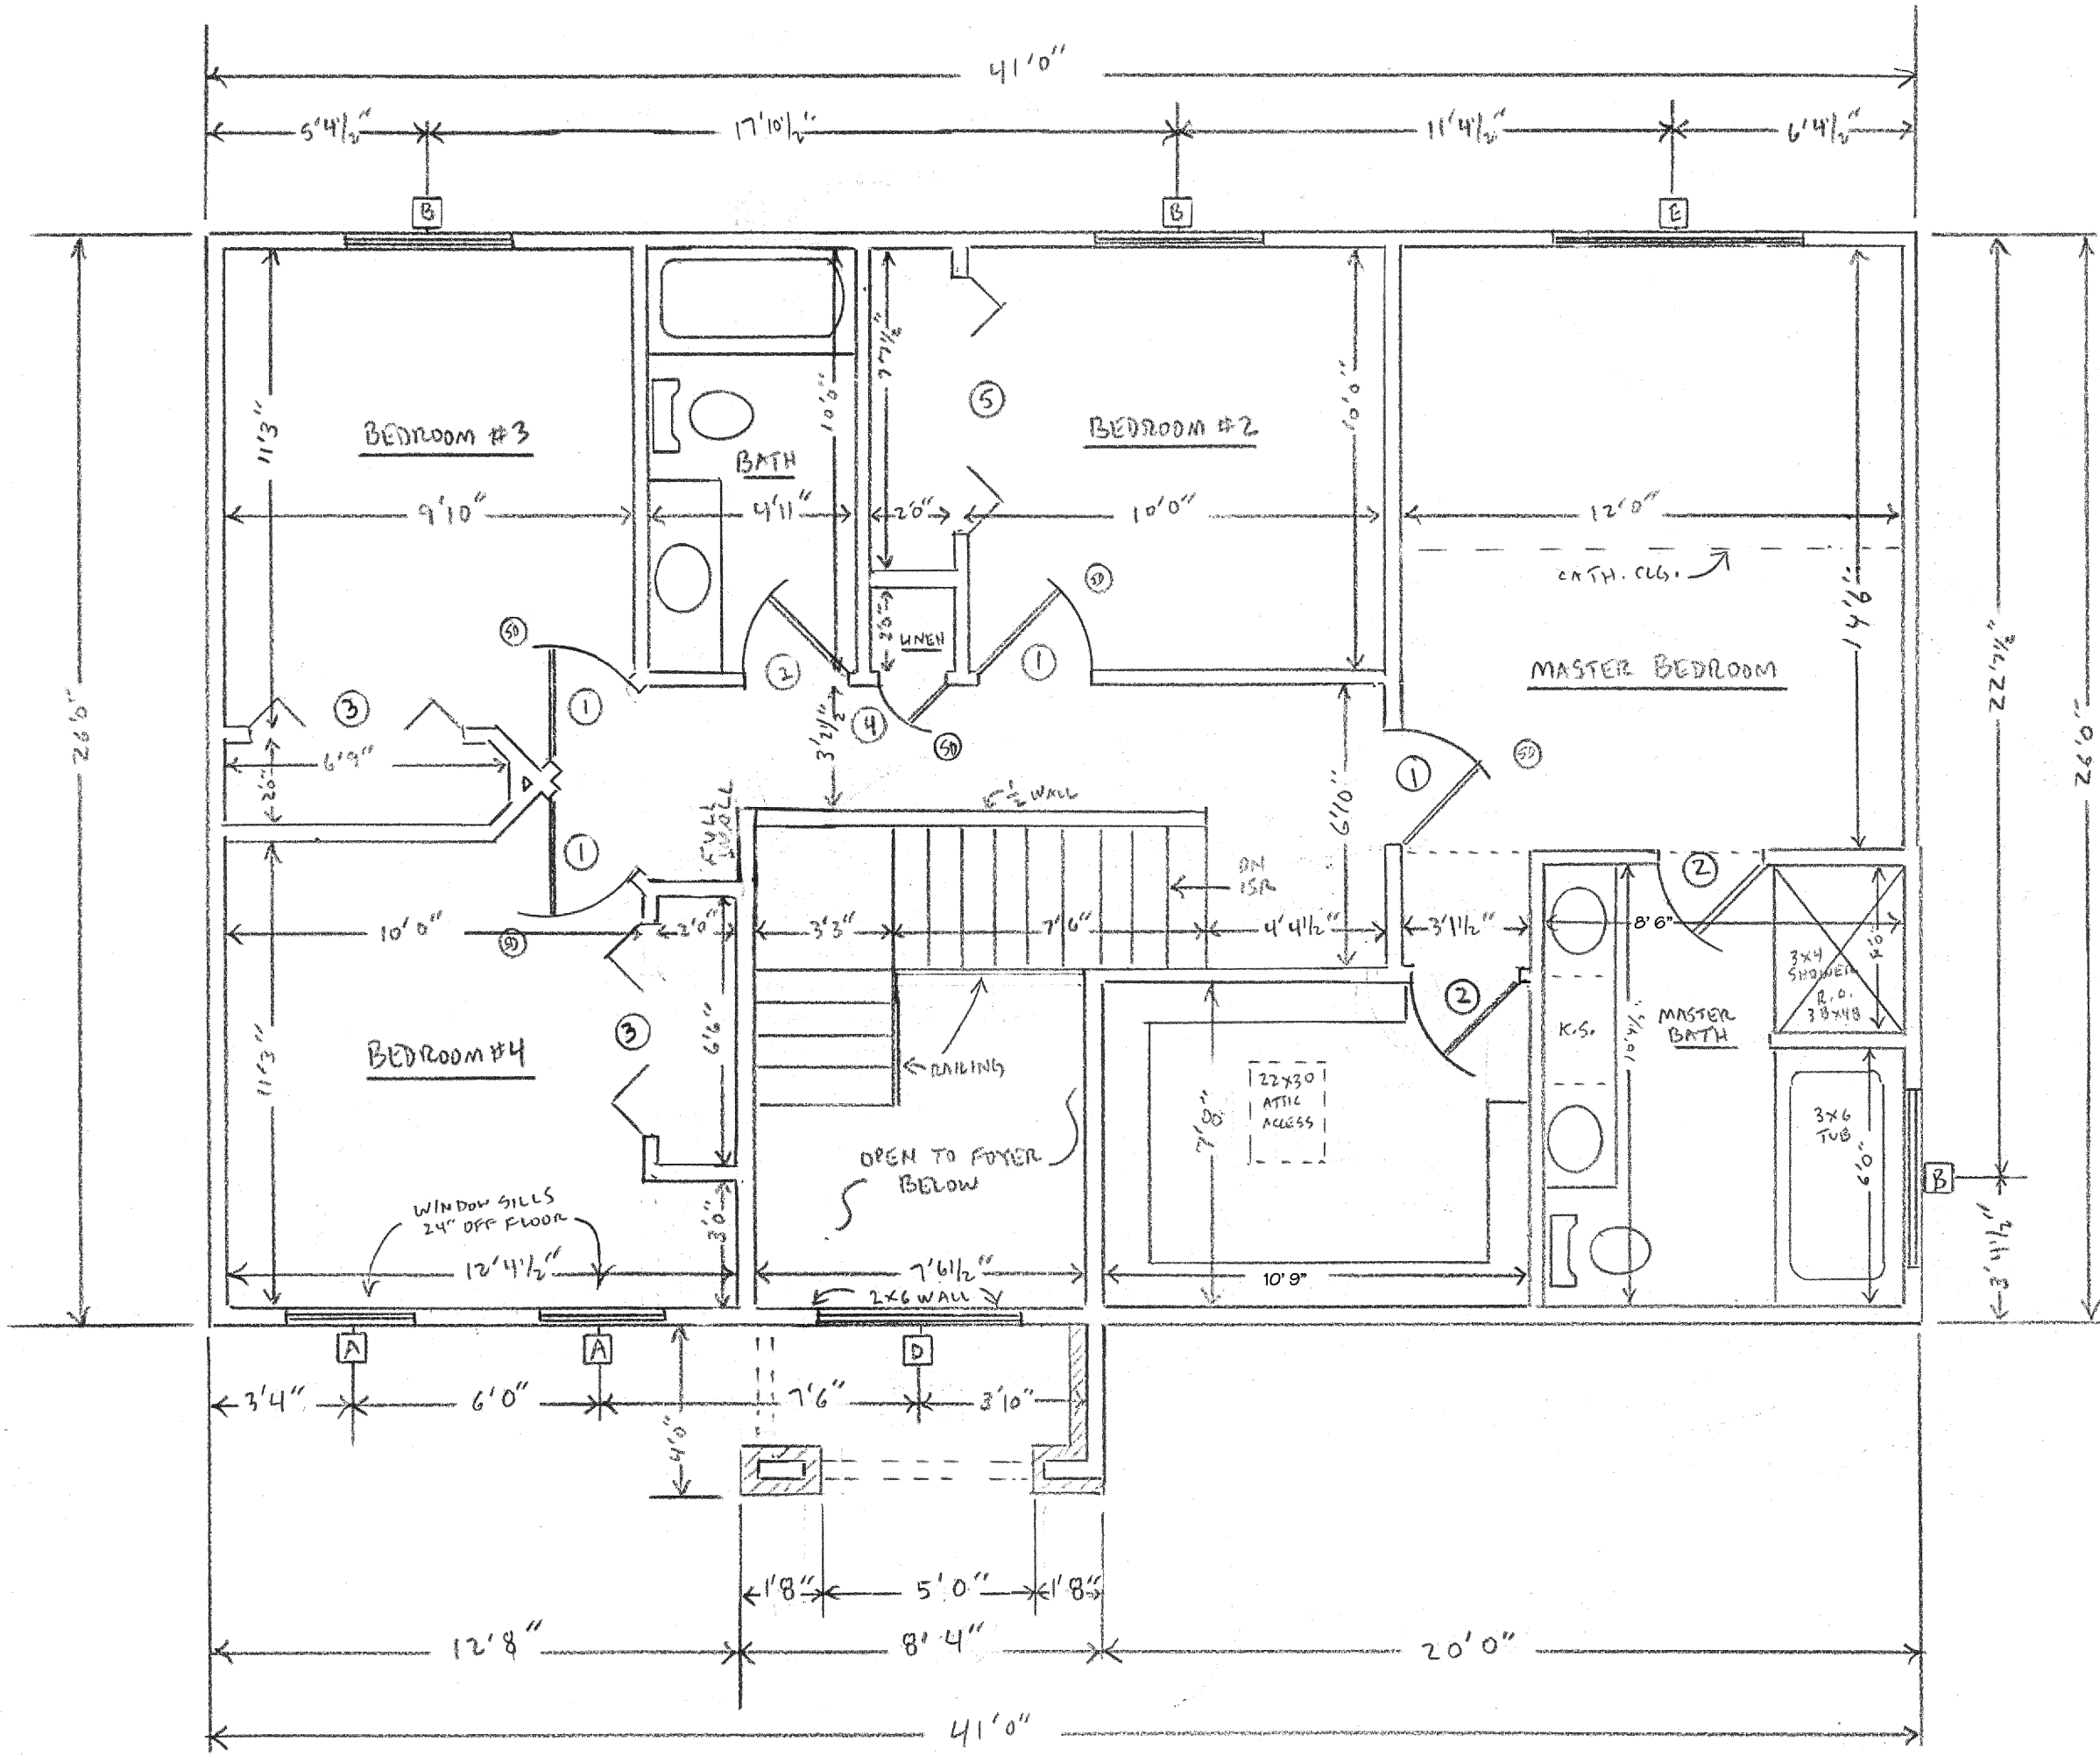 41'0"
5'4½"
17'10½"
11'4½"
6'4½"
B
B
E
11'3"
BEDROOM #3
9'10"
BATH
10'0"
4'11"
7'7½"
5
2'0"
BEDROOM #2
10'0"
10'0"
12'0"
CATH. CLG.
14'6"
MASTER BEDROOM
22'7½"
26'0"
26'0"
SD
1
2
2'0"
LINEN
1
SD
3
4
SD
3'2½"
6'9"
2'0"
FULL
WALL
½ WALL
6'10"
1
SD
1
DN
15R
2
10'0"
SD
2'0"
3'3"
7'6"
4'4½"
3'1½"
8' 6"
4'0"
3x4
SHOWER
R.O.
38x48
3
6'6"
11'3"
BEDROOM #4
RAILING
2
K.S.
MASTER
BATH
22x30
ATTIC
ACCESS
7'8"
3x6
TUB
6'0"
B
OPEN TO FOYER
BELOW
WINDOW SILLS
24" OFF FLOOR
3'0"
12'4½"
7'6½"
2x6 WALL
10' 9"
3'4½"
A
A
D
3'4"
6'0"
7'6"
3'10"
4'0"
1'8"
5'0"
1'8"
12'8"
8'4"
20'0"
41'0"